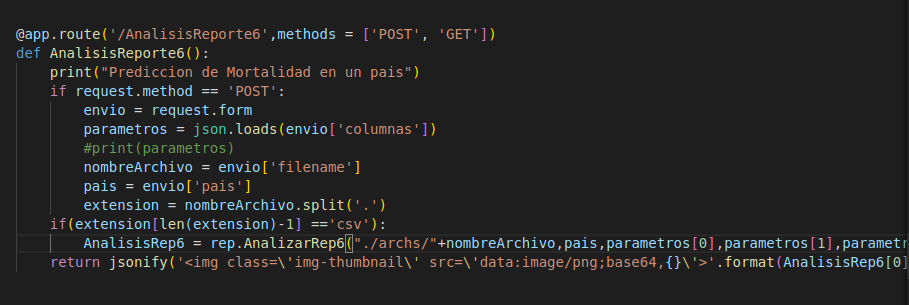 @app.route('/AnalisisReporte6',methods = ['POST', 'GET'])
def AnalisisReporte6():
    print("Prediccion de Mortalidad en un pais")
    if request.method == 'POST':
        envio = request.form
        parametros = json.loads(envio['columnas'])
        #print(parametros)
        nombreArchivo = envio['filename']
        pais = envio['pais']
        extension = nombreArchivo.split('.')
    if(extension[len(extension)-1] =='csv'):
        AnalisisRep6 = rep.AnalizarRep6("./archs/"+nombreArchivo,pais,parametros[0],parametros[1],parametr
    return jsonify('<img class=\'img-thumbnail\' src=\'data:image/png;base64,{}\'>'.format(AnalisisRep6[0]